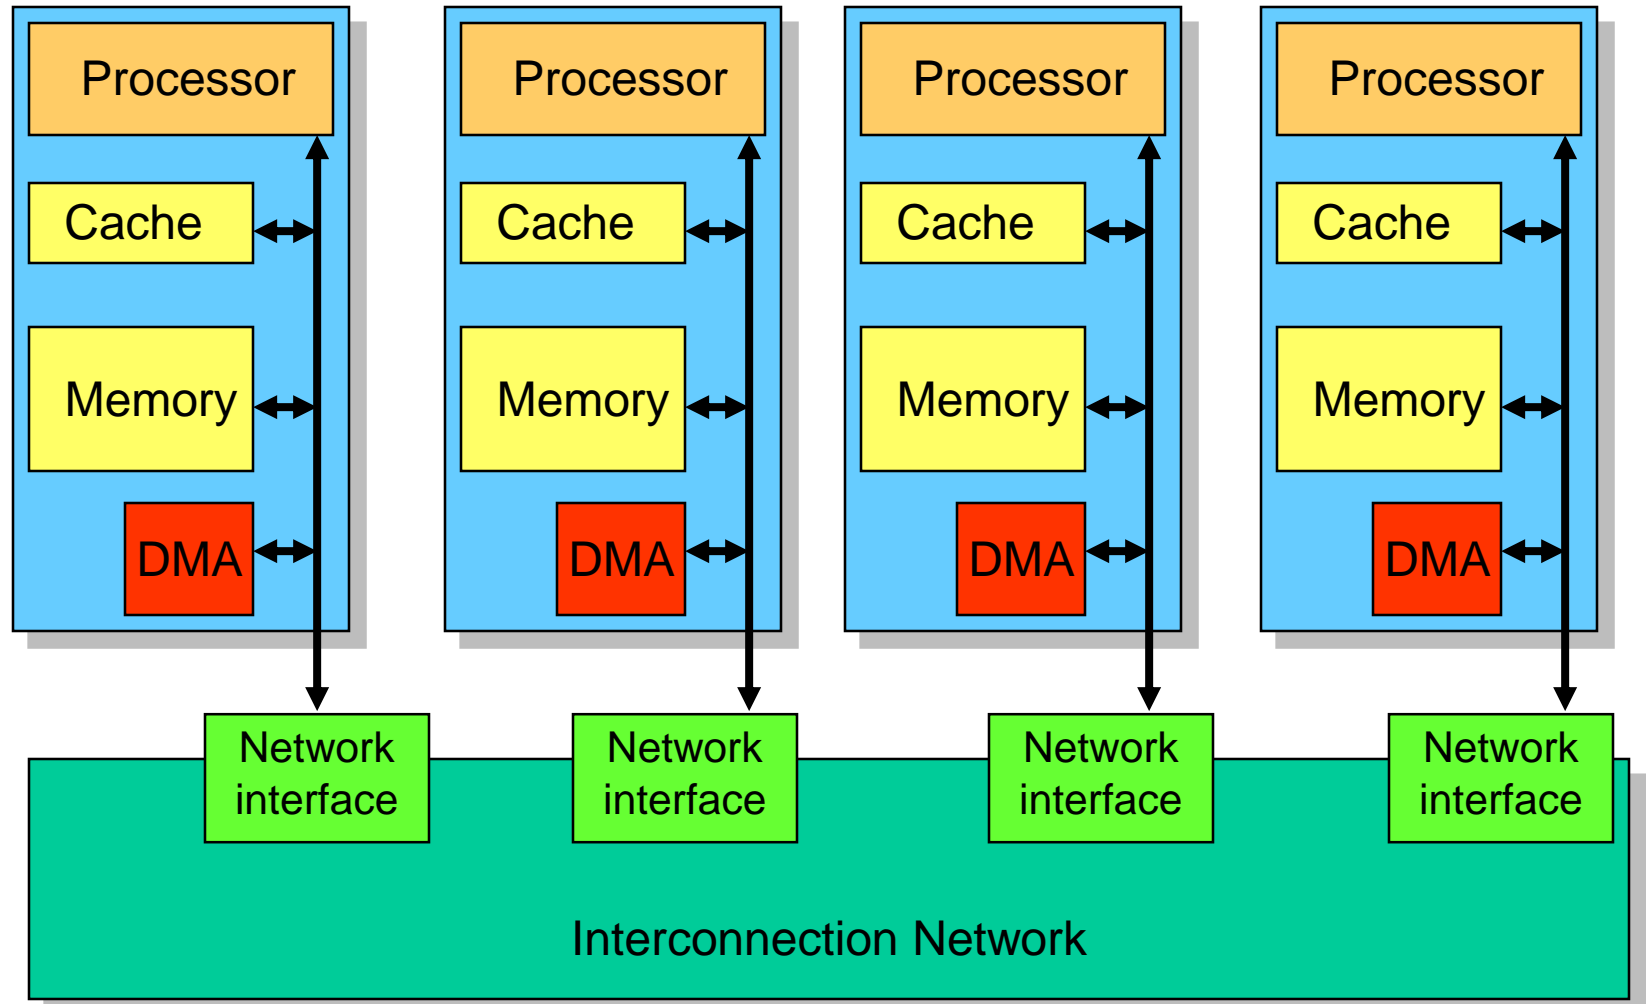 Processor
Processor
Processor
Processor
Cache
Cache
Cache
Cache
Memory
Memory
Memory
Memory
DMA
DMA
DMA
DMA
Network
interface
Network
interface
Network
interface
Network
interface
Interconnection Network